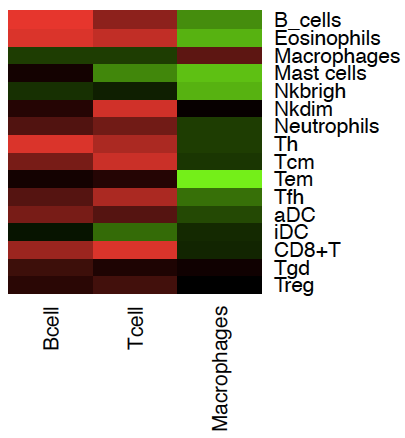 B_cells
Eosinophils
Macrophages
Mast cells
Nkbrigh
Nkdim
Neutrophils
Th
Tcm
Tem
Tfh
aDC
iDC
CD8+T
Tgd
Treg
Bcell
Tcell
Macrophages